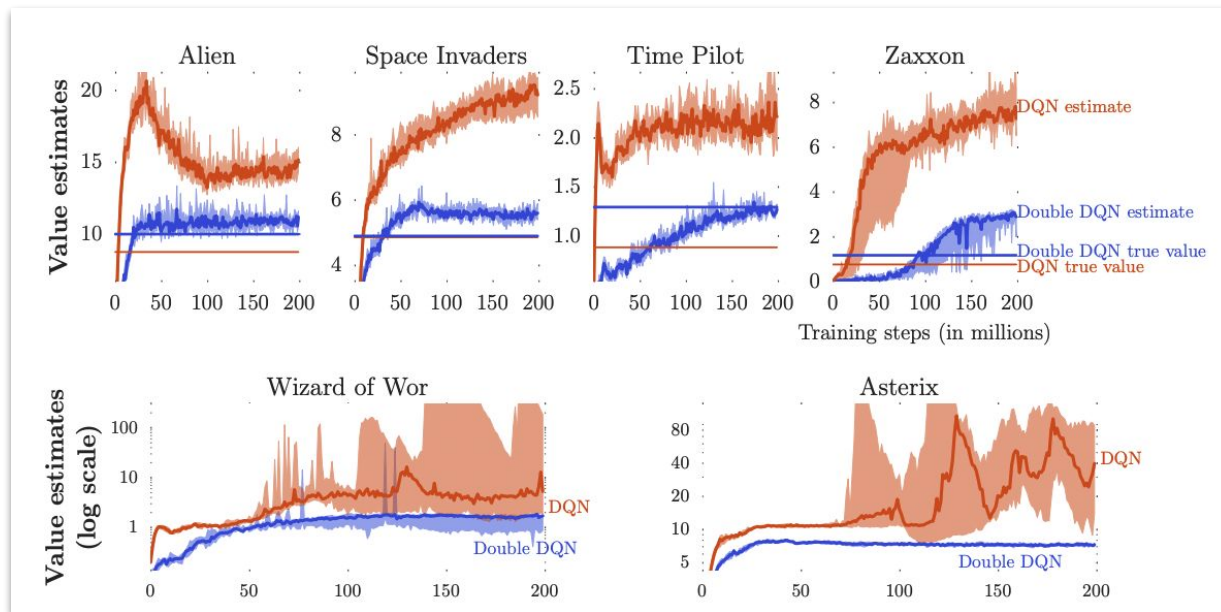 Alien
Space Invaders
Time Pilot
Zaxxon
Value estimates
20
15
10
0 50 100 150 200
8
6
4
0 50 100 150 200
2.5
2.0
1.5
1.0
0 50 100 150 200
8
6
4
2
0
0 50 100 150 200
DQN estimate
Double DQN estimate
Double DQN true value
DQN true value
Training steps (in millions)
Wizard of Wor
Asterix
Value estimates
(log scale)
100
10
1
0 50 100 150 200
DQN
Double DQN
80
40
20
10
5
0 50 100 150 200
DQN
Double DQN